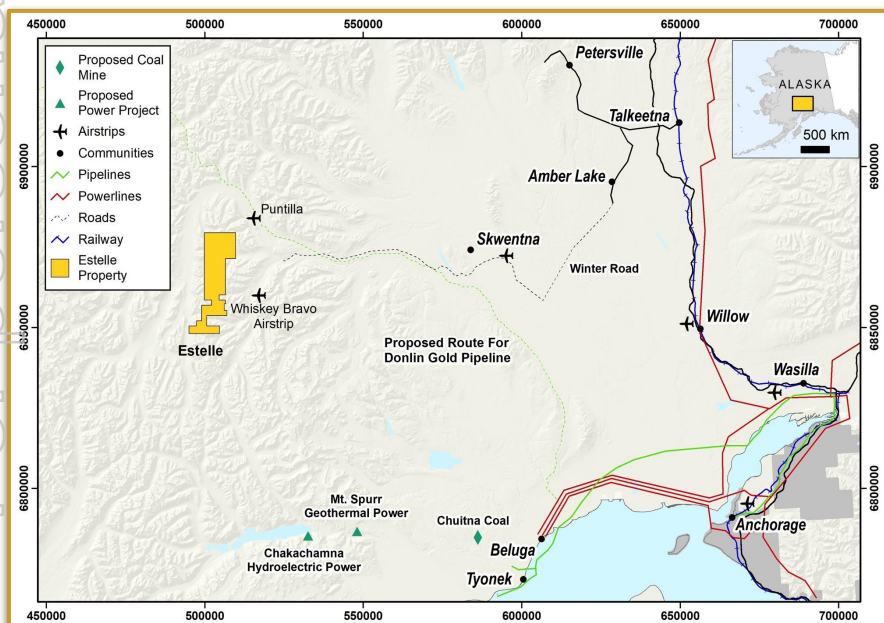 450000 500000 550000 600000 650000 700000
Proposed Coal
Mine
Proposed
Power Project
Airstrips
Communities
Pipelines
Powerlines
Roads
Railway
Estelle
Property
ALASKA
500 km
Petersville
Talkeetna
Amber Lake
6900000
6900000
Puntilla
Skwentna
Winter Road
Whiskey Bravo
Airstrip
Estelle
Willow
6850000
6850000
Proposed Route For
Donlin Gold Pipeline
Wasilla
6800000
6800000
Mt. Spurr
Geothermal Power
Chuitna Coal
Anchorage
Chakachamna
Hydroelectric Power
Beluga
Tyonek
450000 500000 550000 600000 650000 700000